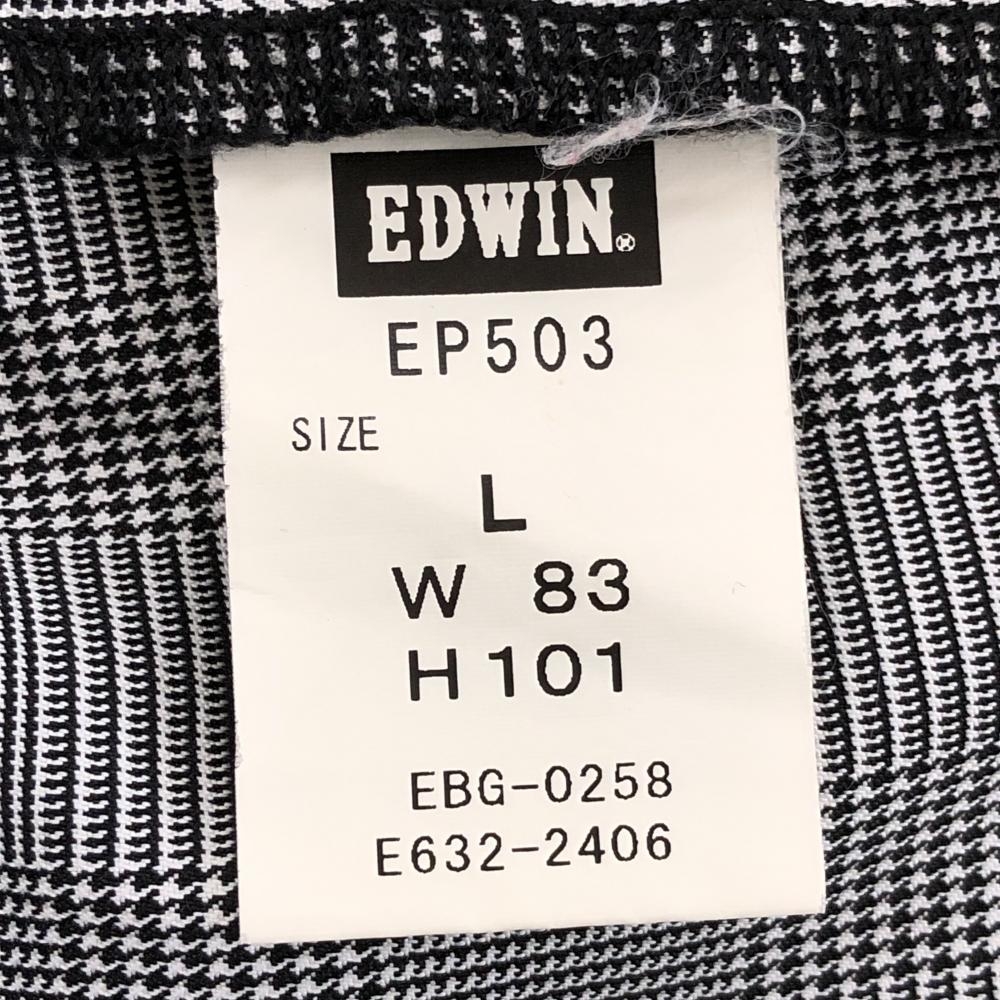 EDWIN®
EP503
SIZE
L
W 83
H101
EBG-0258
E632-2406